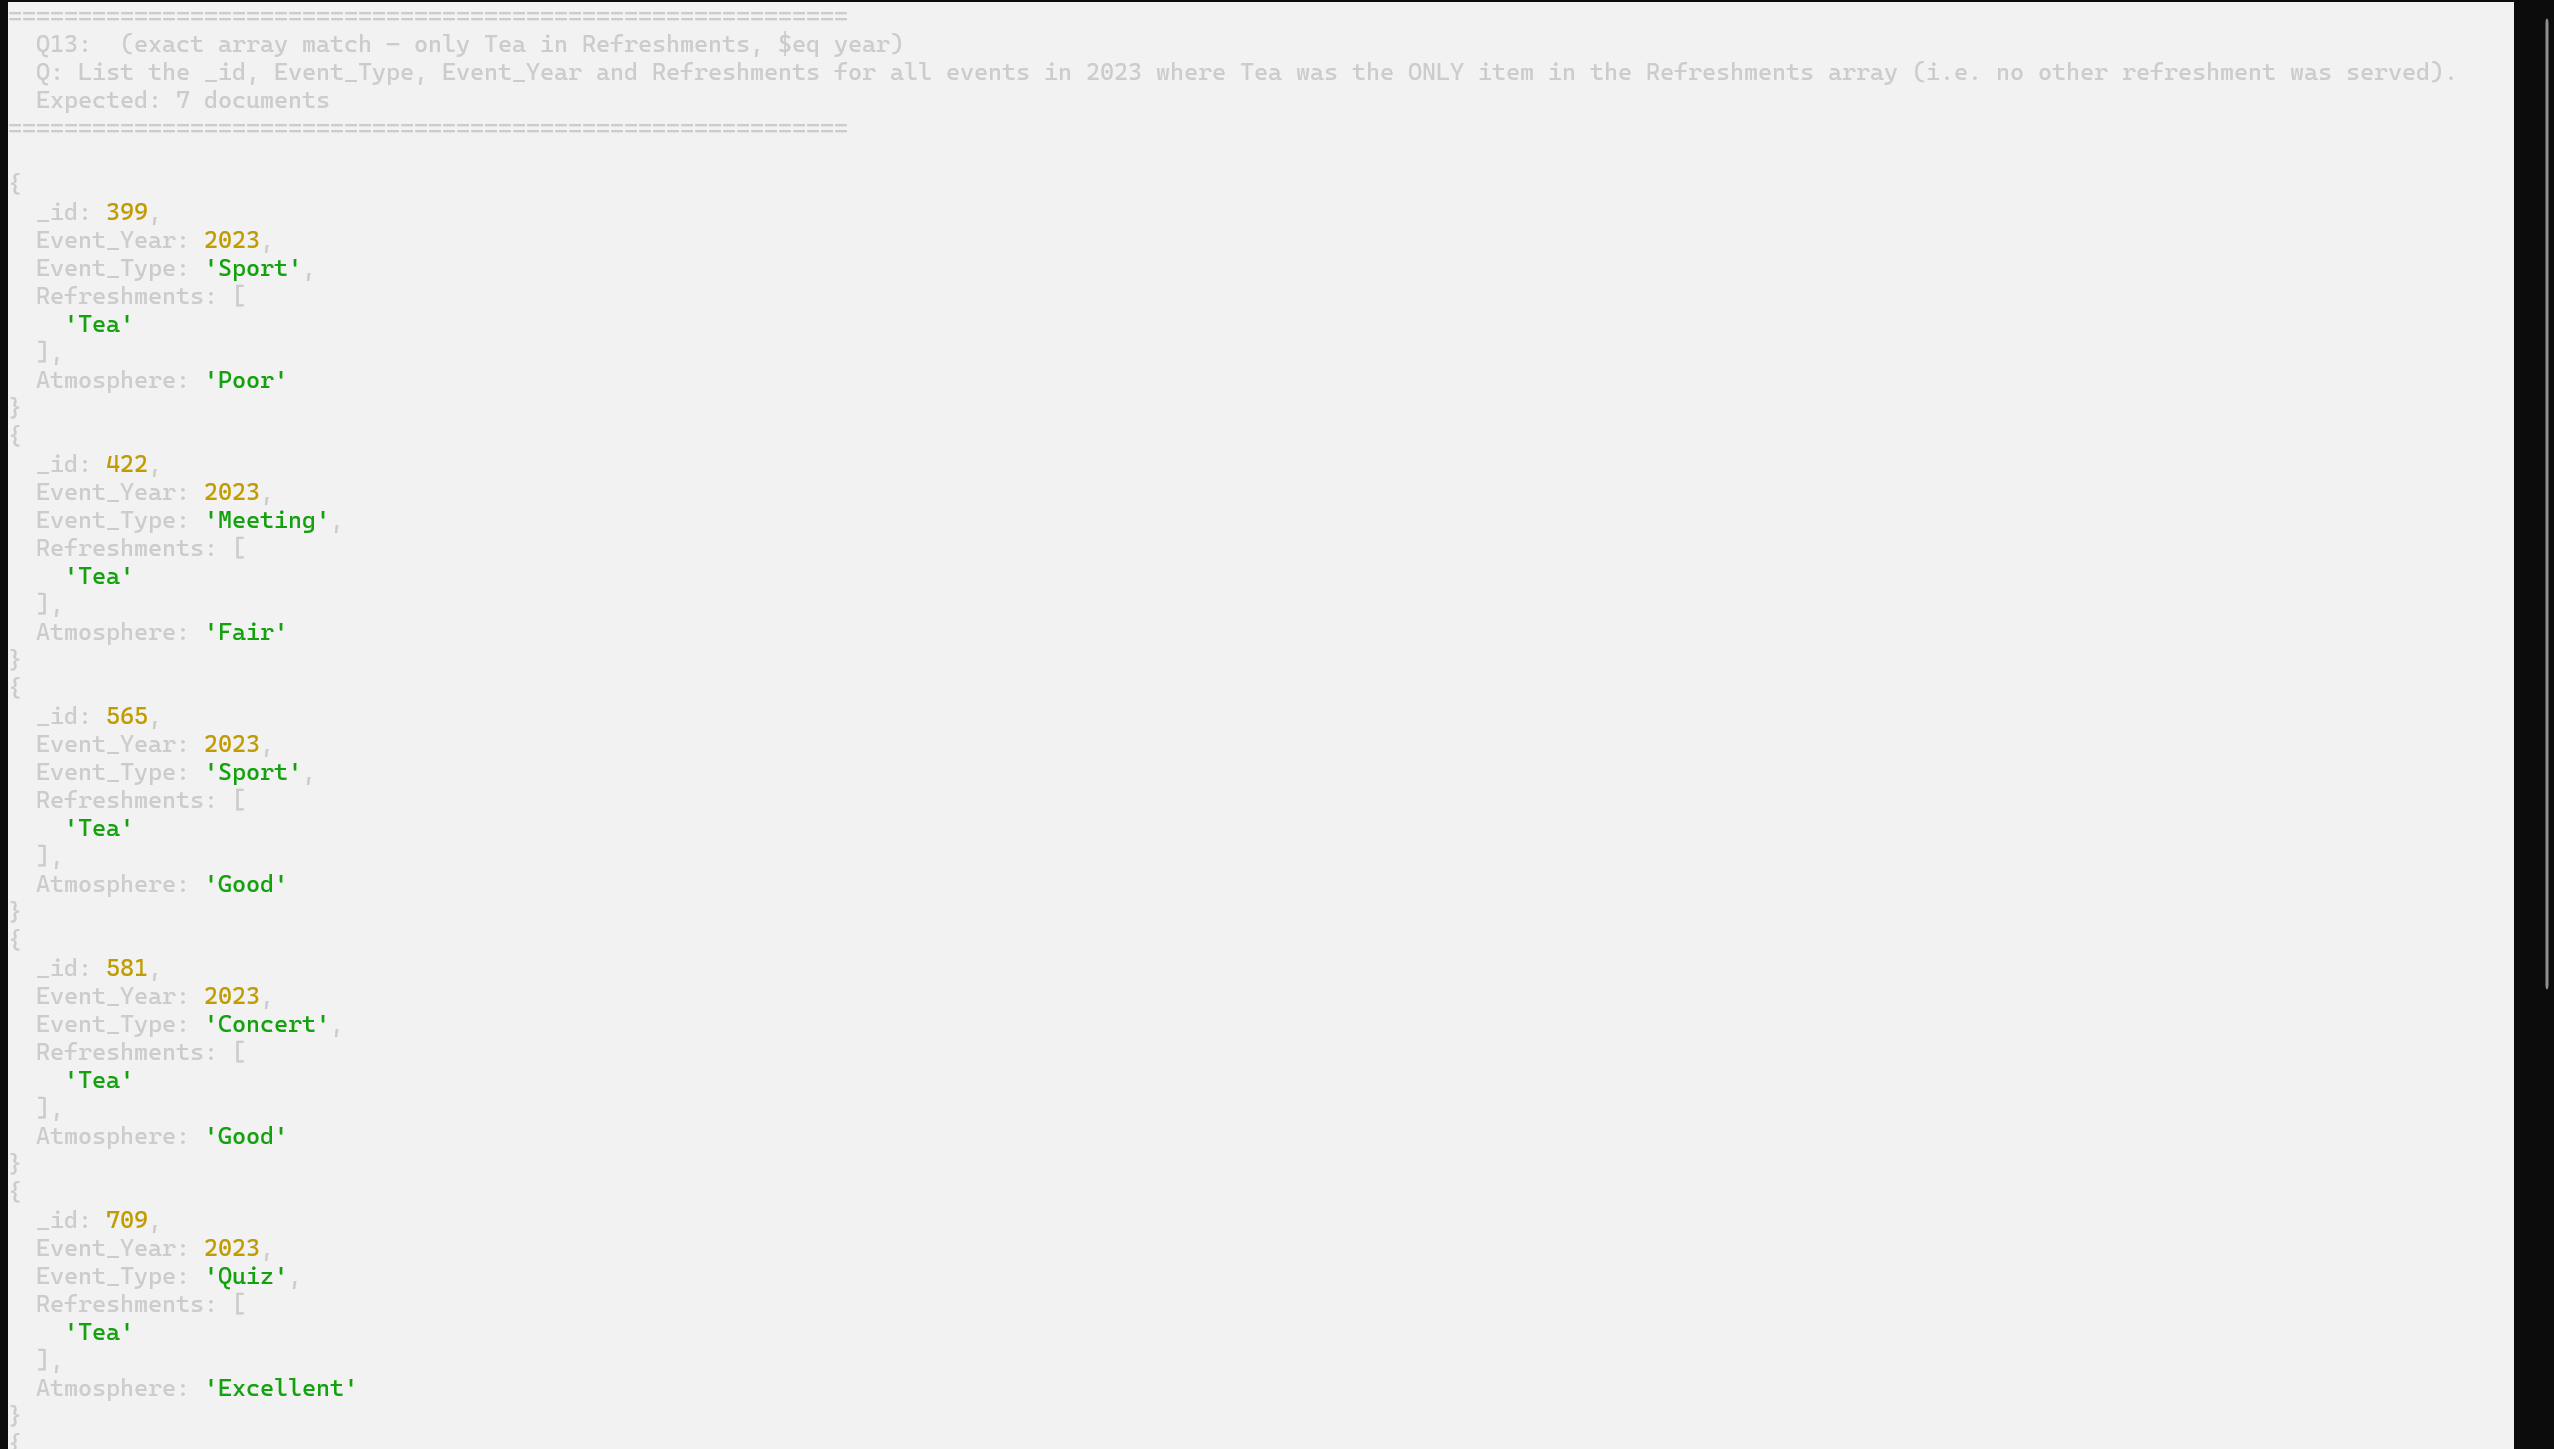 ============================================================
Q13:  (exact array match – only Tea in Refreshments, $eq year)
Q: List the _id, Event_Type, Event_Year and Refreshments for all events in 2023 where Tea was the ONLY item in the Refreshments array (i.e. no other refreshment was served).
Expected: 7 documents
============================================================
{
_id: 399,
Event_Year: 2023,
Event_Type: 'Sport',
Refreshments: [
'Tea'
],
Atmosphere: 'Poor'
}
{
_id: 422,
Event_Year: 2023,
Event_Type: 'Meeting',
Refreshments: [
'Tea'
],
Atmosphere: 'Fair'
}
{
_id: 565,
Event_Year: 2023,
Event_Type: 'Sport',
Refreshments: [
'Tea'
],
Atmosphere: 'Good'
}
{
_id: 581,
Event_Year: 2023,
Event_Type: 'Concert',
Refreshments: [
'Tea'
],
Atmosphere: 'Good'
}
{
_id: 709,
Event_Year: 2023,
Event_Type: 'Quiz',
Refreshments: [
'Tea'
],
Atmosphere: 'Excellent'
}
{